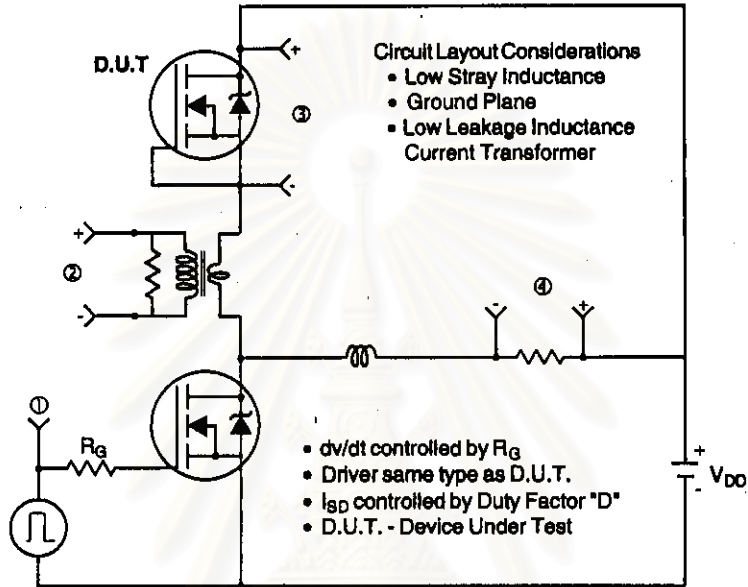 D.U.T
+
③
-
Circuit Layout Considerations
• Low Stray Inductance
• Ground Plane
• Low Leakage Inductance
Current Transformer
+
②
-
④
-
+
①
R_G
• dv/dt controlled by R_G
• Driver same type as D.U.T.
• I_SD controlled by Duty Factor "D"
• D.U.T. - Device Under Test
+
-
V_DD